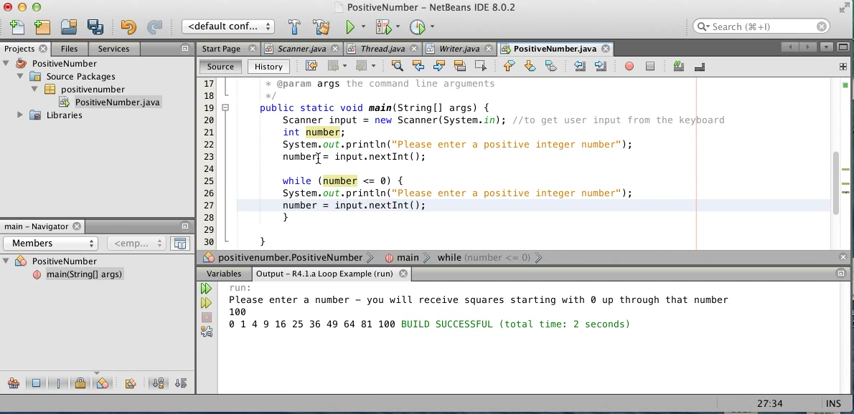 PositiveNumber - NetBeans IDE 8.0.2
<default conf...
Search (⌘+I)
Projects
Files
Services
Start Page
Scanner.java
Thread.java
Writer.java
PositiveNumber.java
PositiveNumber
Source Packages
positivenumber
PositiveNumber.java
Libraries
Source
History
17 * @param args the command line arguments
18 */
19 public static void main(String[] args) {
20 Scanner input = new Scanner(System.in); //to get user input from the keyboard
21 int number;
22 System.out.println("Please enter a positive integer number");
23 number = input.nextInt();
24
25 while (number <= 0) {
26 System.out.println("Please enter a positive integer number");
27 number = input.nextInt();
28 }
29
30 }
main - Navigator
Members
<emp...
PositiveNumber
main(String[] args)
positivenumber.PositiveNumber
main
while (number <= 0)
Variables
Output - R4.1.a Loop Example (run)
run:
Please enter a number - you will receive squares starting with 0 up through that number
100
0 1 4 9 16 25 36 49 64 81 100 BUILD SUCCESSFUL (total time: 2 seconds)
27:34
INS